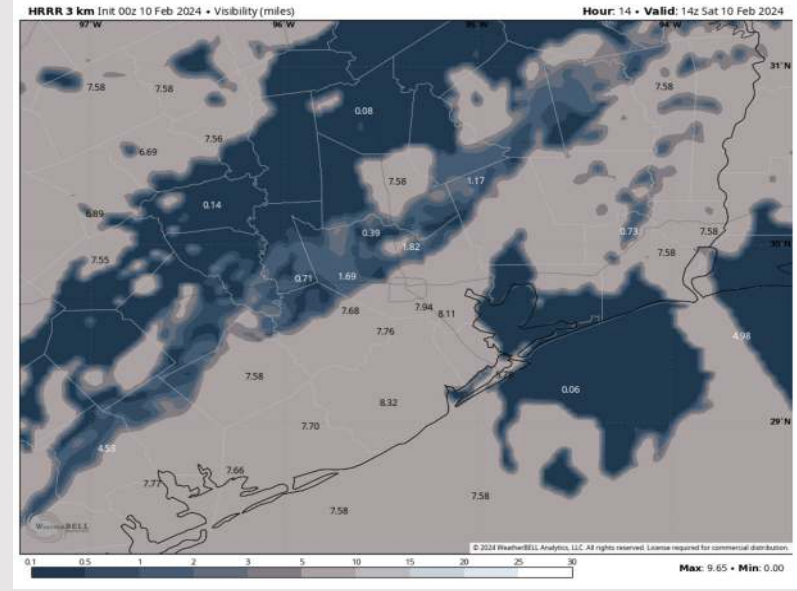 HRRR 3 km Init 00z 10 Feb 2024 • Visibility (miles) Hour: 14 • Valid: 14z Sat 10 Feb 2024
97°W 96°W 95°W 94°W
31°N
7.58 7.58 7.58
0.08
7.56
6.69
7.58 1.17
0.14
6.89
0.39 0.73 7.58
1.82 30°N
7.55 7.58
0.71 1.69
7.68 7.94 8.11
7.76 4.98
7.58
0.06
8.32
7.70 29°N
4.53
7.66
7.77
7.58 7.58
WeatherBELL
© 2024 WeatherBELL Analytics, LLC. All rights reserved. License required for commercial distribution.
0.1 0.5 1 2 3 5 10 15 20 25 30
Max: 9.65 • Min: 0.00